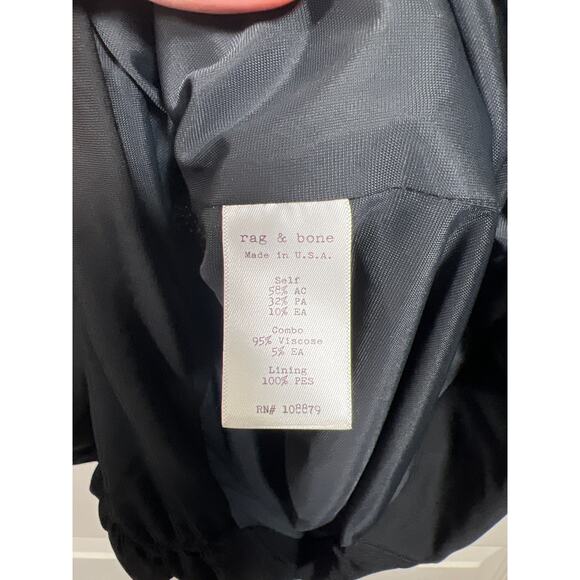 rag & bone
Made in U.S.A.
Self
58% AC
32% PA
10% EA
Combo
95% Viscose
5% EA
Lining
100% PES
RN# 108879